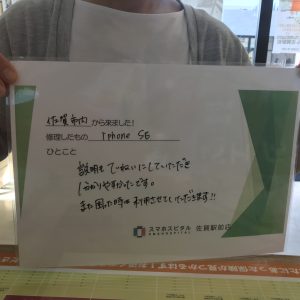 佐賀市内から来ました!
修理したもの iphone SE
ひとこと
説明もていねいにしていただき
分かりやすかったです。
また困った時は利用させていただきます!!
スマホスピタル 佐賀駅前店
SMAHOSPITAL